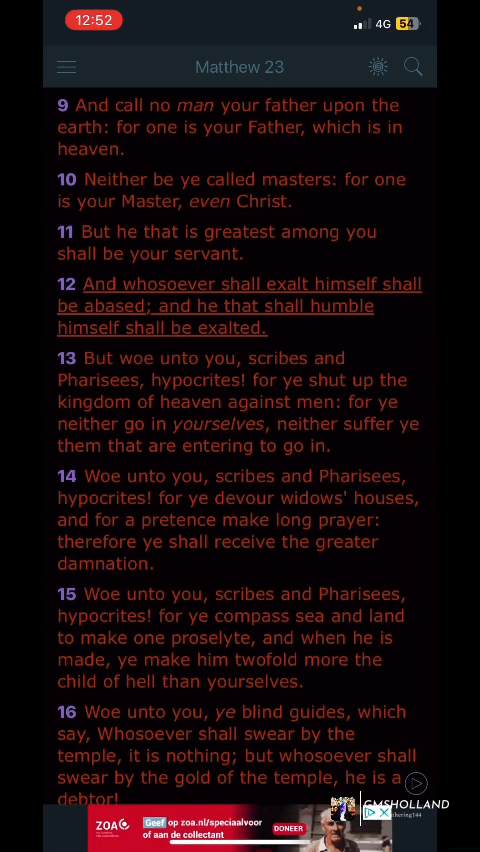 12:52
4G
54
Matthew 23
9 And call no man your father upon the
earth: for one is your Father, which is in
heaven.
10 Neither be ye called masters: for one
is your Master, even Christ.
11 But he that is greatest among you
shall be your servant.
12 And whosoever shall exalt himself shall
be abased; and he that shall humble
himself shall be exalted.
13 But woe unto you, scribes and
Pharisees, hypocrites! for ye shut up the
kingdom of heaven against men: for ye
neither go in yourselves, neither suffer ye
them that are entering to go in.
14 Woe unto you, scribes and Pharisees,
hypocrites! for ye devour widows' houses,
and for a pretence make long prayer:
therefore ye shall receive the greater
damnation.
15 Woe unto you, scribes and Pharisees,
hypocrites! for ye compass sea and land
to make one proselyte, and when he is
made, ye make him twofold more the
child of hell than yourselves.
16 Woe unto you, ye blind guides, which
say, Whosoever shall swear by the
temple, it is nothing; but whosoever shall
swear by the gold of the temple, he is a
debtor!
GMSHOLLAND
thering144
ZOA
Geef op zoa.nl/speciaalvoor
of aan de collectant
DONEER